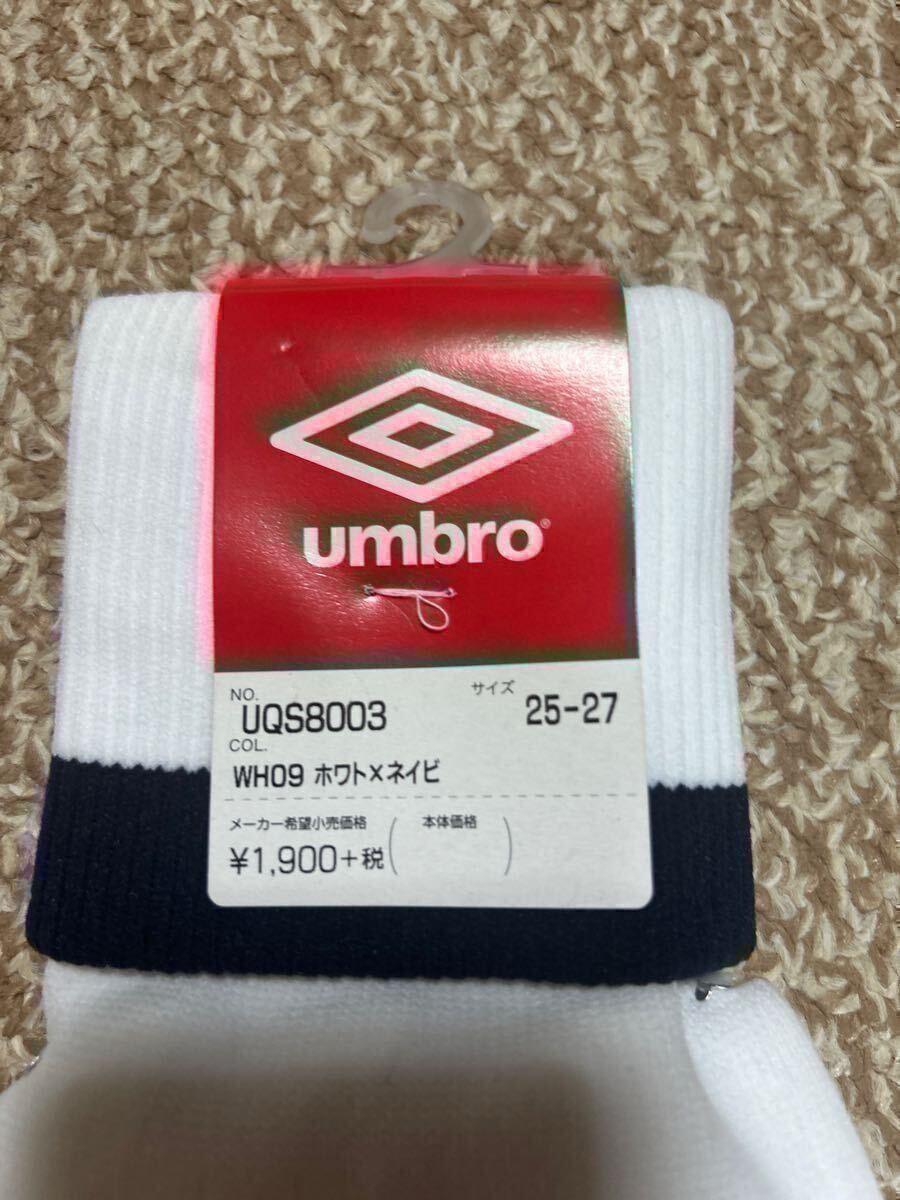 umbro®
NO.
UQS8003
サイズ
25-27
COL.
WH09 ホワト×ネイビ
メーカー希望小売価格
¥1,900+税
本体価格
(    )